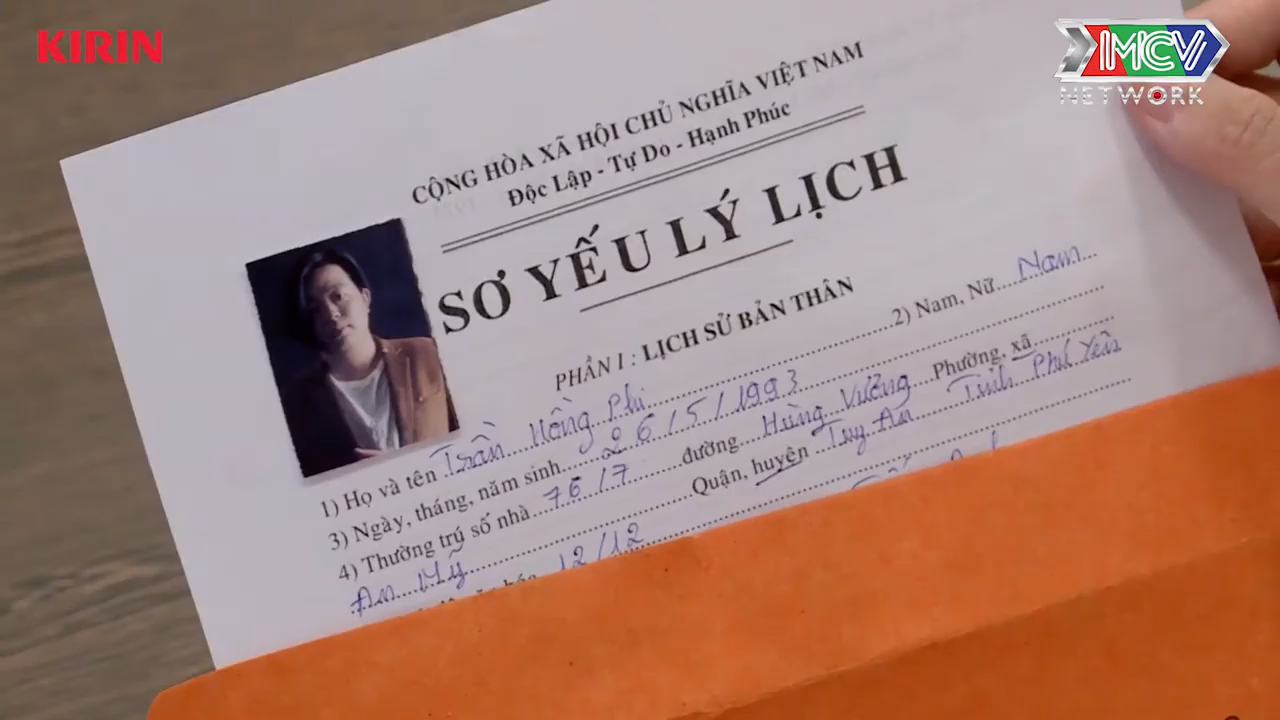 KIRIN
MCV
NETWORK
CỘNG HÒA XÃ HỘI CHỦ NGHĨA VIỆT NAM
Độc Lập - Tự Do - Hạnh Phúc
SƠ YẾU LÝ LỊCH
PHẦN I : LỊCH SỬ BẢN THÂN
1) Họ và tên Trần Hồng Phi 2) Nam, Nữ Nam
3) Ngày, tháng, năm sinh 26/5/1993
4) Thường trú số nhà 76/7 đường Hùng Vương Phường, xã
An Mỹ Quận, huyện Tuy An Tỉnh Phú Yên
12/12